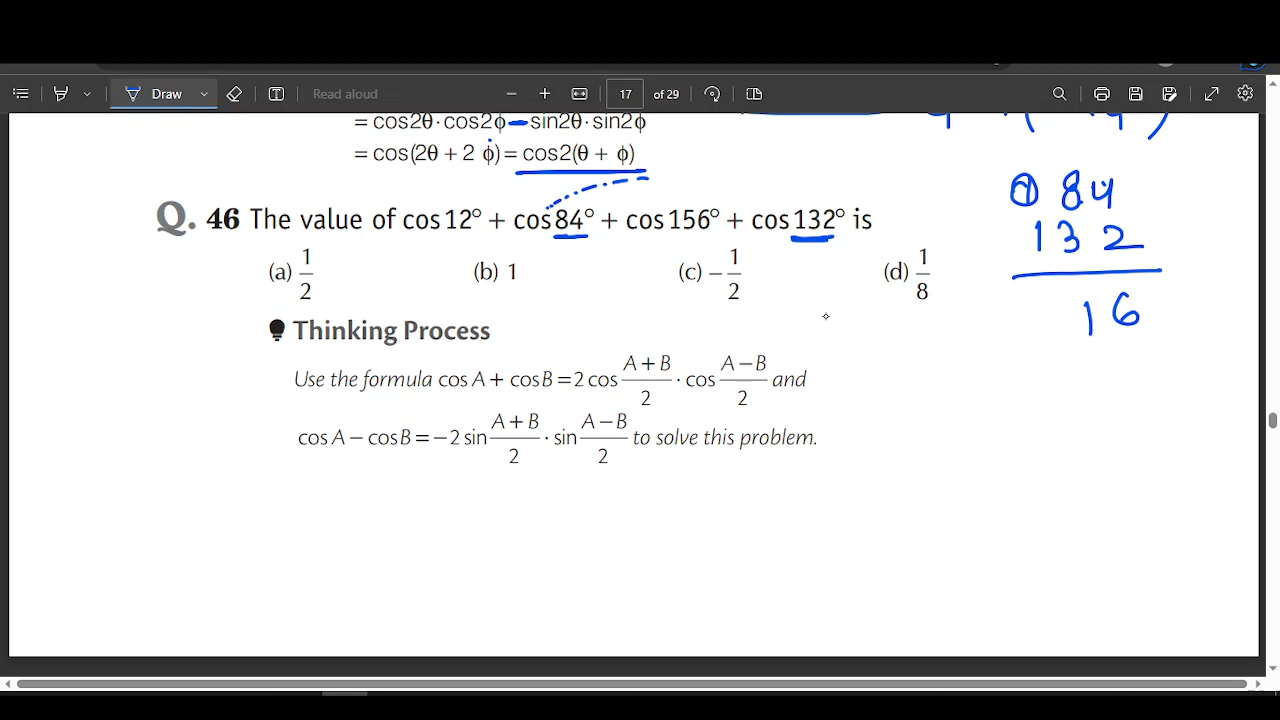 Draw
Read aloud
17 of 29
= cos2θ·cos2ϕ − sin2θ·sin2ϕ
= cos(2θ + 2 ϕ) = cos2(θ + ϕ)
Q. 46 The value of cos 12° + cos 84° + cos 156° + cos 132° is
(a) 1/2 (b) 1 (c) −1/2 (d) 1/8
Thinking Process
Use the formula cos A + cos B = 2 cos (A + B)/2 · cos (A − B)/2 and
cos A − cos B = −2 sin (A + B)/2 · sin (A − B)/2 to solve this problem.
84
132
16